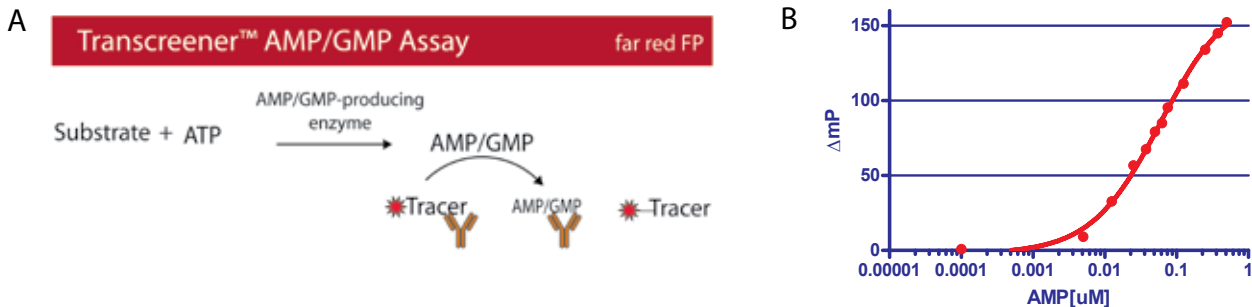 A
Transcreener™ AMP/GMP Assay far red FP
AMP/GMP-producing
enzyme
Substrate + ATP
AMP/GMP
Tracer
AMP/GMP
Tracer
B
150
100
50
0
ΔmP
0.00001 0.0001 0.001 0.01 0.1 1
AMP[uM]